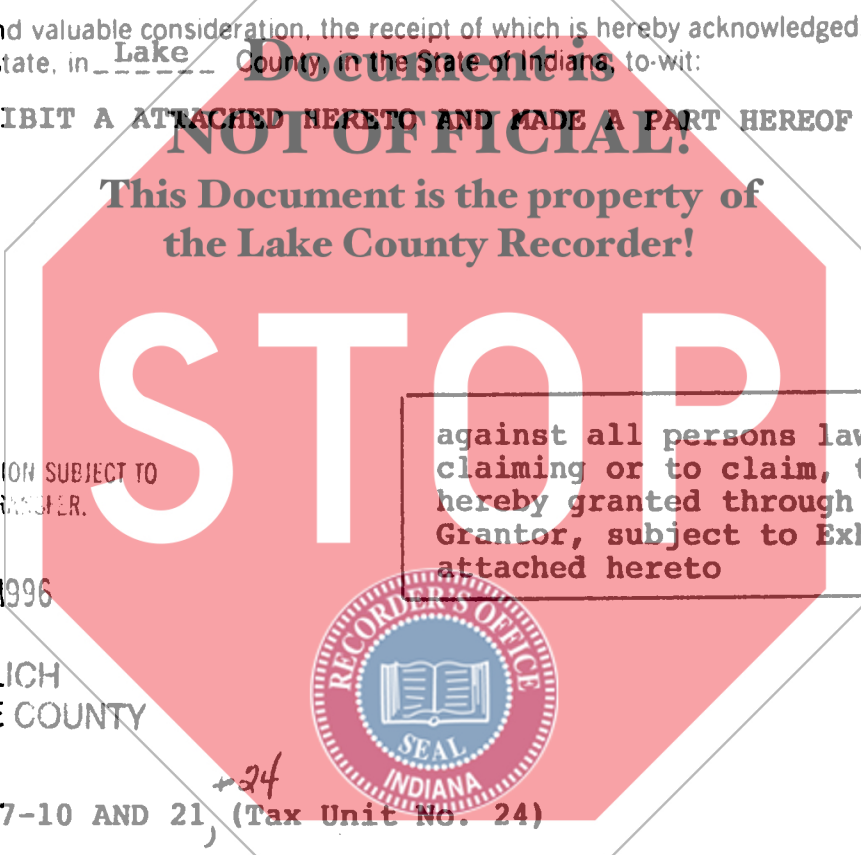 nd valuable consideration, the receipt of which is hereby acknowledged
tate, in Lake County, in the State of Indiana, to-wit:
Document is
IBIT A ATTACHED HERETO AND MADE A PART HEREOF
NOT OFFICIAL!
This Document is the property of
the Lake County Recorder!
STOP
against all persons law
ION SUBJECT TO
claiming or to claim, t
hereby granted through
Grantor, subject to Exh
attached hereto
1996
RECORDER'S OFFICE
LICH
E COUNTY
SEAL
INDIANA
+24
7-10 AND 21, (Tax Unit No. 24)